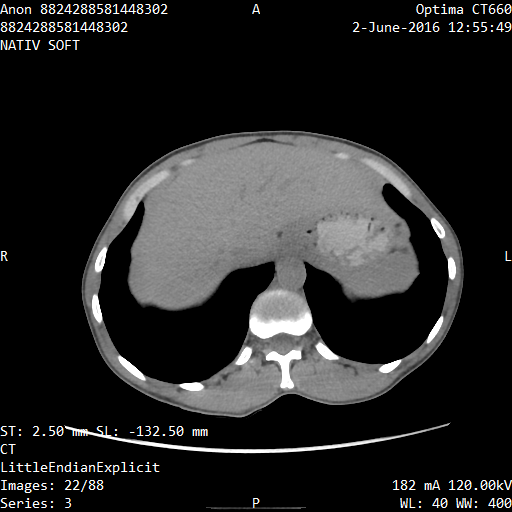 Anon 8824288581448302 A Optima CT660
8824288581448302 2-June-2016 12:55:49
NATIV SOFT
R L
ST: 2.50 mm SL: -132.50 mm
CT
LittleEndianExplicit
Images: 22/88 182 mA 120.00kV
Series: 3 P WL: 40 WW: 400